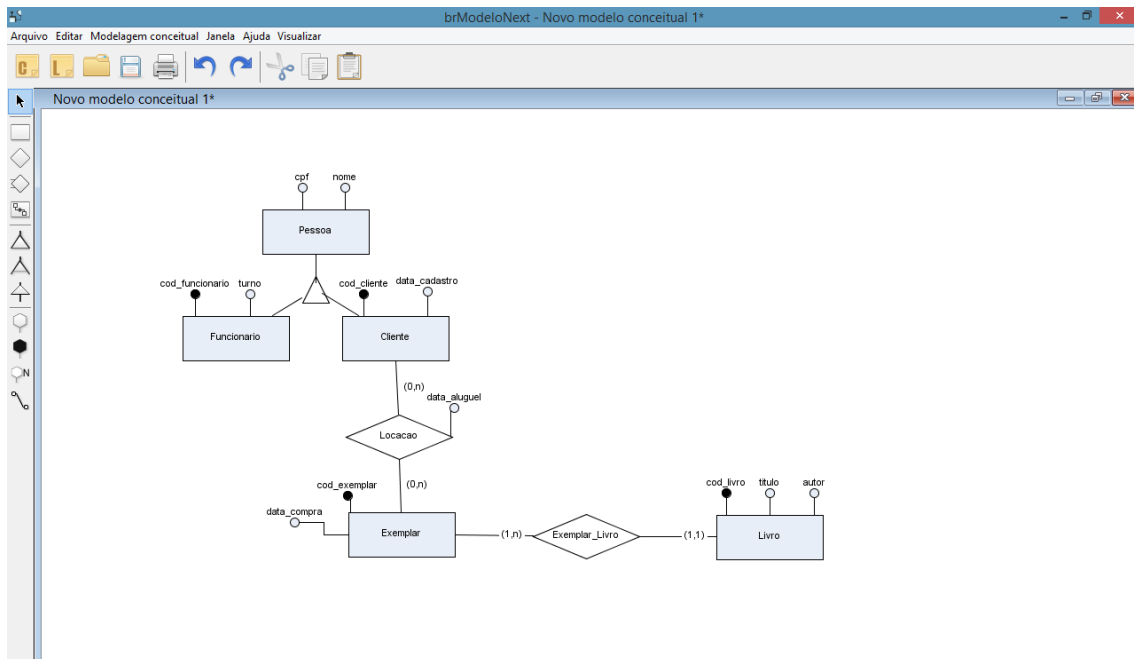 brModeloNext - Novo modelo conceitual 1*
Arquivo Editar Modelagem conceitual Janela Ajuda Visualizar
C L
Novo modelo conceitual 1*
cpf nome
Pessoa
cod_funcionario turno cod_cliente data_cadastro
Funcionario Cliente
(0,n)
data_aluguel
Locacao
cod_exemplar (0,n) cod_livro titulo autor
data_compra
Exemplar (1,n) Exemplar_Livro (1,1) Livro
N